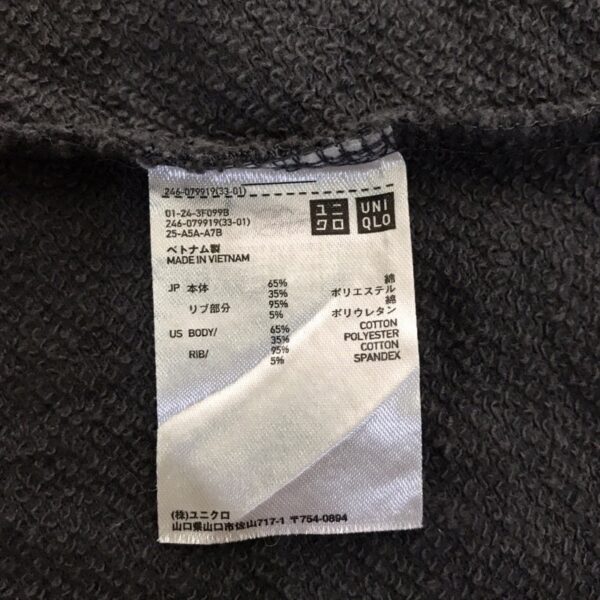 246-079919(33-01)
01-24-3F099B
246-079919(33-01)
25-A5A-A7B
ユニ
クロ
UNI
QLO
ベトナム製
MADE IN VIETNAM
JP 本体 65% 綿
35% ポリエステル
リブ部分 95% 綿
5% ポリウレタン
US BODY/ 65% COTTON
35% POLYESTER
RIB/ 95% COTTON
5% SPANDEX
(株)ユニクロ
山口県山口市佐山717-1 〒754-0894